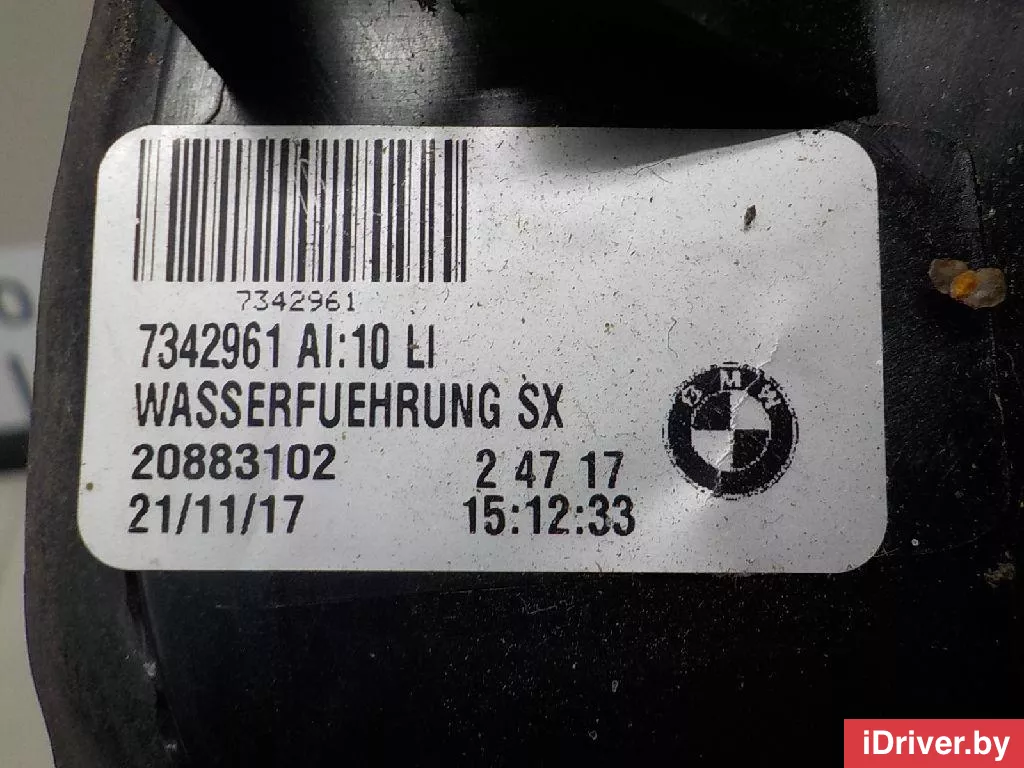 7342961
7342961 AI:10 LI
WASSERFUEHRUNG SX
20883102 2 47 17
21/11/17 15:12:33
BMW
iDriver.by